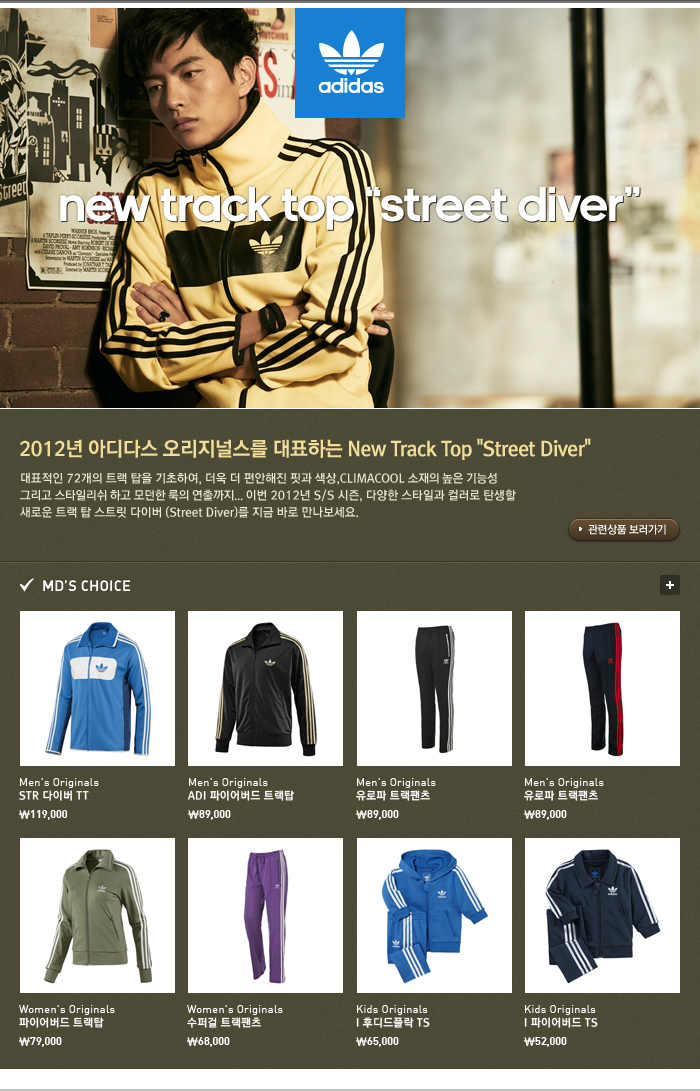 adidas
new track top "street diver"
Street
WARNER BROS. Presents
2012년 아디다스 오리지널스를 대표하는 New Track Top "Street Diver"
대표적인 72개의 트랙 탑을 기초하여, 더욱 더 편안해진 핏과 색상,CLIMACOOL 소재의 높은 기능성
그리고 스타일리쉬 하고 모던한 룩의 연출까지... 이번 2012년 S/S 시즌, 다양한 스타일과 컬러로 탄생할
새로운 트랙 탑 스트릿 다이버 (Street Diver)를 지금 바로 만나보세요.
관련상품 보러가기
MD'S CHOICE
Men's Originals
STR 다이버 TT
₩119,000
Men's Originals
ADI 파이어버드 트랙탑
₩89,000
Men's Originals
유로파 트랙팬츠
₩89,000
Men's Originals
유로파 트랙팬츠
₩89,000
Women's Originals
파이어버드 트랙탑
₩79,000
Women's Originals
수퍼걸 트랙팬츠
₩68,000
Kids Originals
I 후디드플락 TS
₩65,000
Kids Originals
I 파이어버드 TS
₩52,000